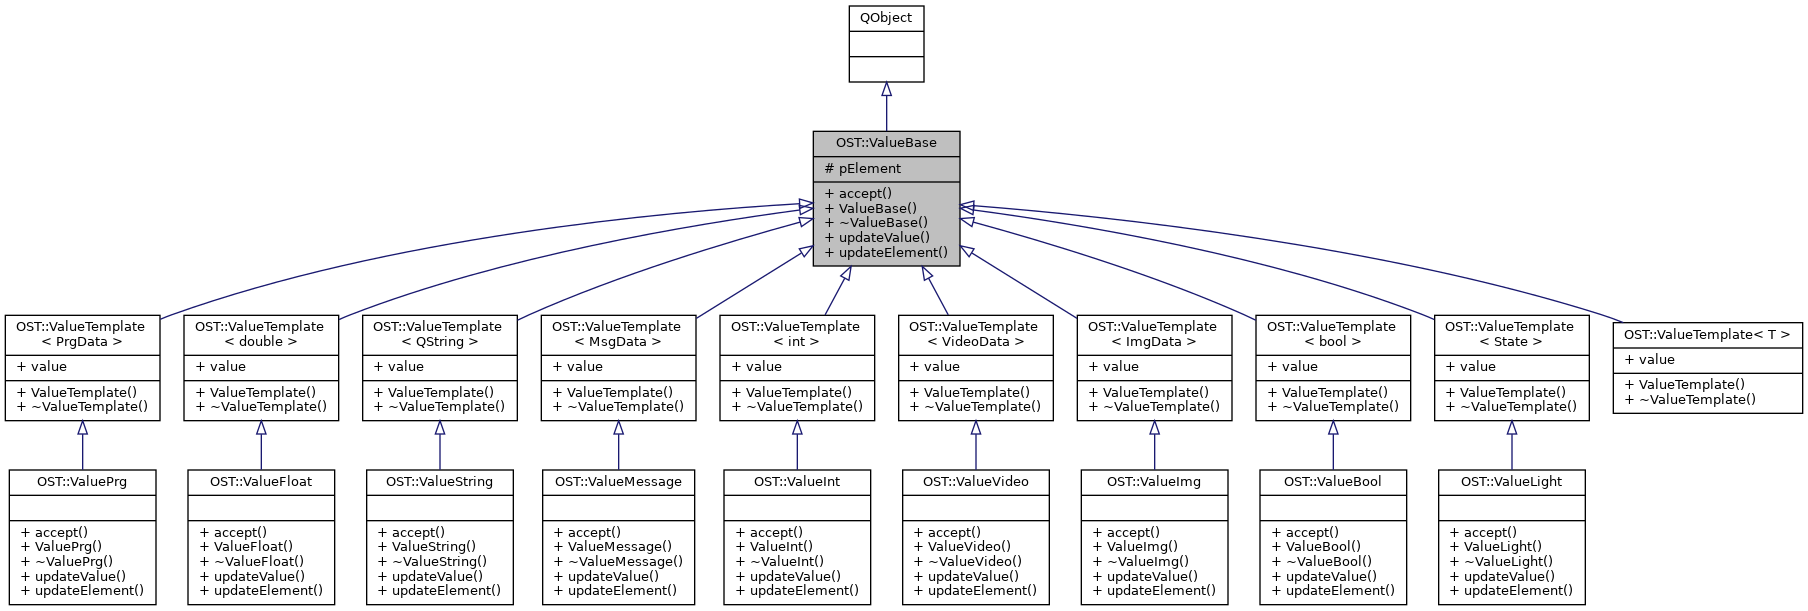 QObject
OST::ValueBase
# pElement
+ accept()
+ ValueBase()
+ ~ValueBase()
+ updateValue()
+ updateElement()
OST::ValueTemplate
< PrgData >
+ value
+ ValueTemplate()
+ ~ValueTemplate()
OST::ValueTemplate
< double >
+ value
+ ValueTemplate()
+ ~ValueTemplate()
OST::ValueTemplate
< QString >
+ value
+ ValueTemplate()
+ ~ValueTemplate()
OST::ValueTemplate
< MsgData >
+ value
+ ValueTemplate()
+ ~ValueTemplate()
OST::ValueTemplate
< int >
+ value
+ ValueTemplate()
+ ~ValueTemplate()
OST::ValueTemplate
< VideoData >
+ value
+ ValueTemplate()
+ ~ValueTemplate()
OST::ValueTemplate
< ImgData >
+ value
+ ValueTemplate()
+ ~ValueTemplate()
OST::ValueTemplate
< bool >
+ value
+ ValueTemplate()
+ ~ValueTemplate()
OST::ValueTemplate
< State >
+ value
+ ValueTemplate()
+ ~ValueTemplate()
OST::ValueTemplate< T >
+ value
+ ValueTemplate()
+ ~ValueTemplate()
OST::ValuePrg
+ accept()
+ ValuePrg()
+ ~ValuePrg()
+ updateValue()
+ updateElement()
OST::ValueFloat
+ accept()
+ ValueFloat()
+ ~ValueFloat()
+ updateValue()
+ updateElement()
OST::ValueString
+ accept()
+ ValueString()
+ ~ValueString()
+ updateValue()
+ updateElement()
OST::ValueMessage
+ accept()
+ ValueMessage()
+ ~ValueMessage()
+ updateValue()
+ updateElement()
OST::ValueInt
+ accept()
+ ValueInt()
+ ~ValueInt()
+ updateValue()
+ updateElement()
OST::ValueVideo
+ accept()
+ ValueVideo()
+ ~ValueVideo()
+ updateValue()
+ updateElement()
OST::ValueImg
+ accept()
+ ValueImg()
+ ~ValueImg()
+ updateValue()
+ updateElement()
OST::ValueBool
+ accept()
+ ValueBool()
+ ~ValueBool()
+ updateValue()
+ updateElement()
OST::ValueLight
+ accept()
+ ValueLight()
+ ~ValueLight()
+ updateValue()
+ updateElement()